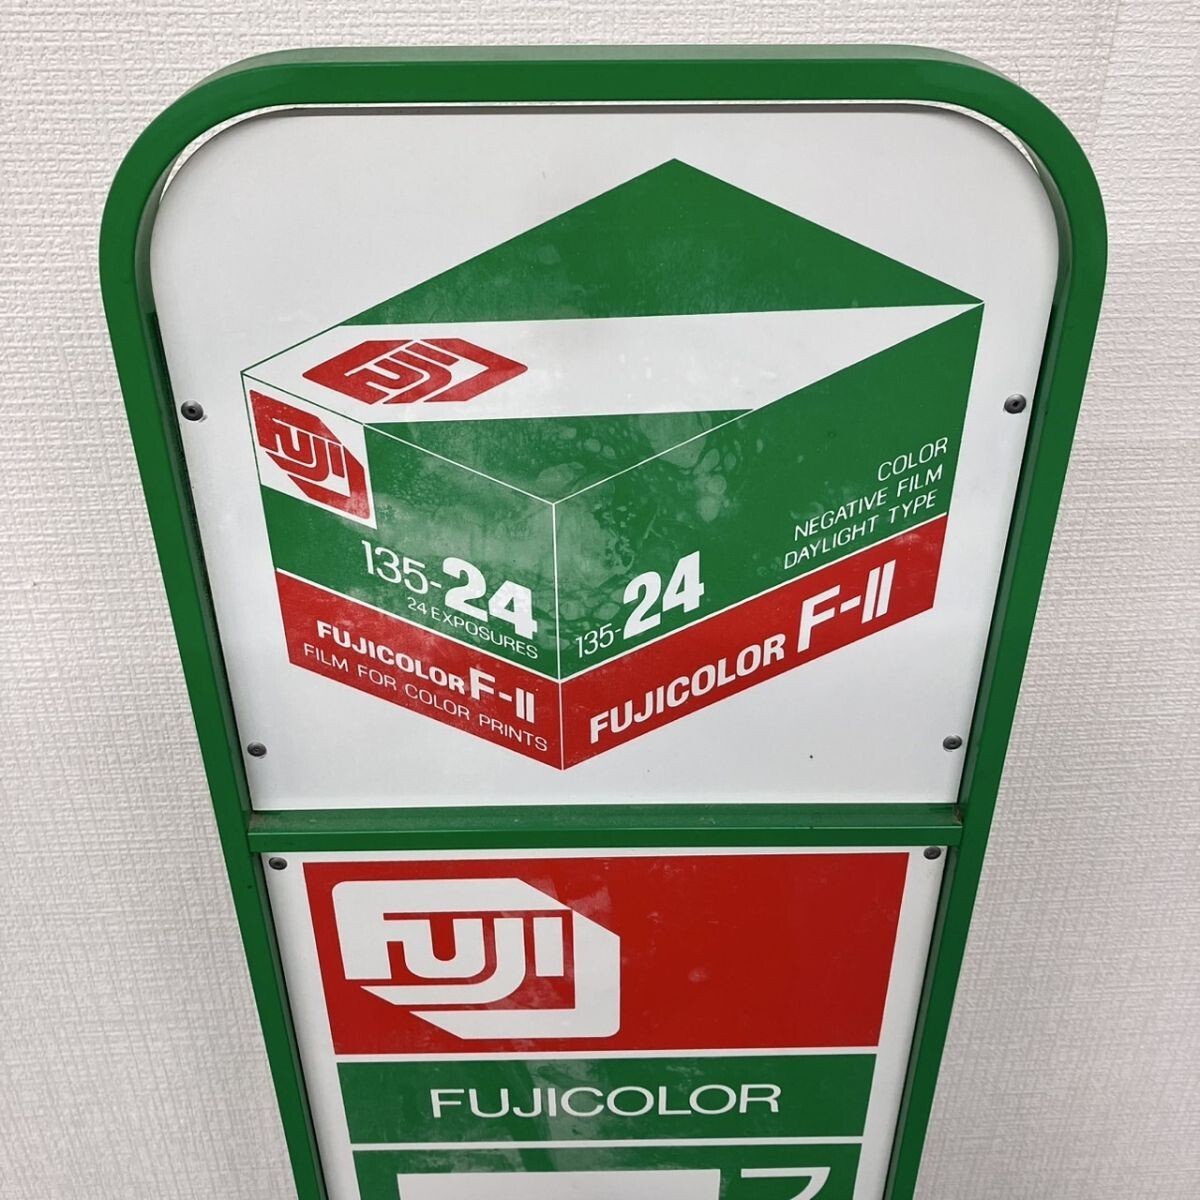 FUJI
FUJI
135-24
24 EXPOSURES
FUJICOLOR F-II
FILM FOR COLOR PRINTS
COLOR
NEGATIVE FILM
DAYLIGHT TYPE
135-24
FUJICOLOR F-II
FUJI
FUJICOLOR